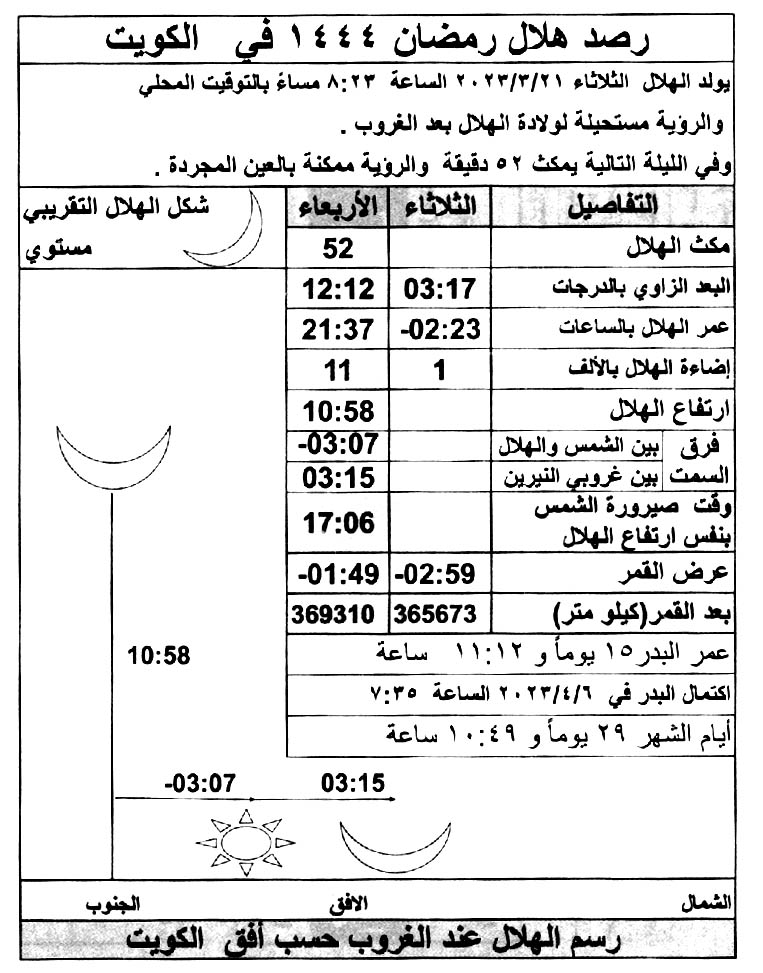 رصد هلال رمضان ١٤٤٤ في الكويت
يولد الهلال الثلاثاء ٢٠٢٣/٣/٢١ الساعة ٨:٢٣ مساءً بالتوقيت المحلي
والرؤية مستحيلة لولادة الهلال بعد الغروب .
وفي الليلة التالية يمكث ٥٢ دقيقة والرؤية ممكنة بالعين المجردة .
التفاصيل الثلاثاء الأربعاء شكل الهلال التقريبي
مكث الهلال 52 مستوي
البعد الزاوي بالدرجات 03:17 12:12
عمر الهلال بالساعات -02:23 21:37
إضاءة الهلال بالألف 1 11
ارتفاع الهلال 10:58
فرق بين الشمس والهلال -03:07
السمت بين غروبي النيرين 03:15
وقت صيرورة الشمس
بنفس ارتفاع الهلال 17:06
عرض القمر -02:59 -01:49
بعد القمر(كيلو متر) 365673 369310
عمر البدر ١٥ يوماً و ١١:١٢ ساعة
اكتمال البدر في ٢٠٢٣/٤/٦ الساعة ٧:٣٥
أيام الشهر ٢٩ يوماً و ١٠:٤٩ ساعة
10:58
-03:07 03:15
الشمال الافق الجنوب
رسم الهلال عند الغروب حسب أفق الكويت